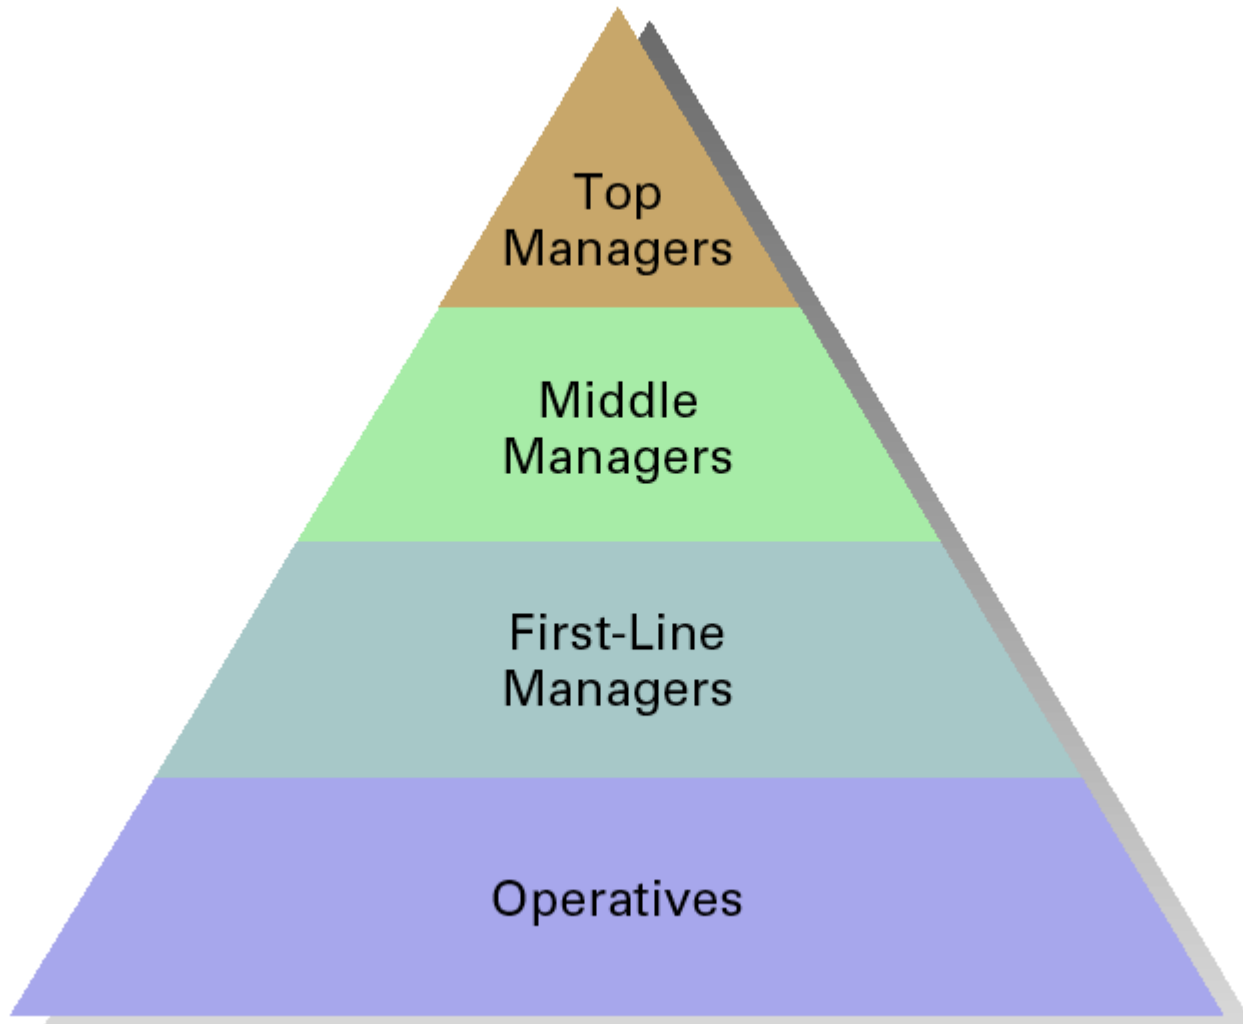 Top
Managers
Middle
Managers
First-Line
Managers
Operatives